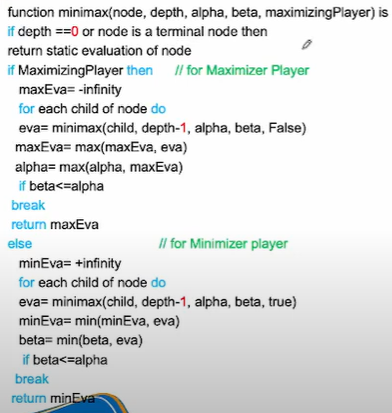 function minimax(node, depth, alpha, beta, maximizingPlayer) is
if depth ==0 or node is a terminal node then
return static evaluation of node
if MaximizingPlayer then // for Maximizer Player
maxEva= -infinity
for each child of node do
eva= minimax(child, depth-1, alpha, beta, False)
maxEva= max(maxEva, eva)
alpha= max(alpha, maxEva)
if beta<=alpha
break
return maxEva
else // for Minimizer player
minEva= +infinity
for each child of node do
eva= minimax(child, depth-1, alpha, beta, true)
minEva= min(minEva, eva)
beta= min(beta, eva)
if beta<=alpha
break
return minEva